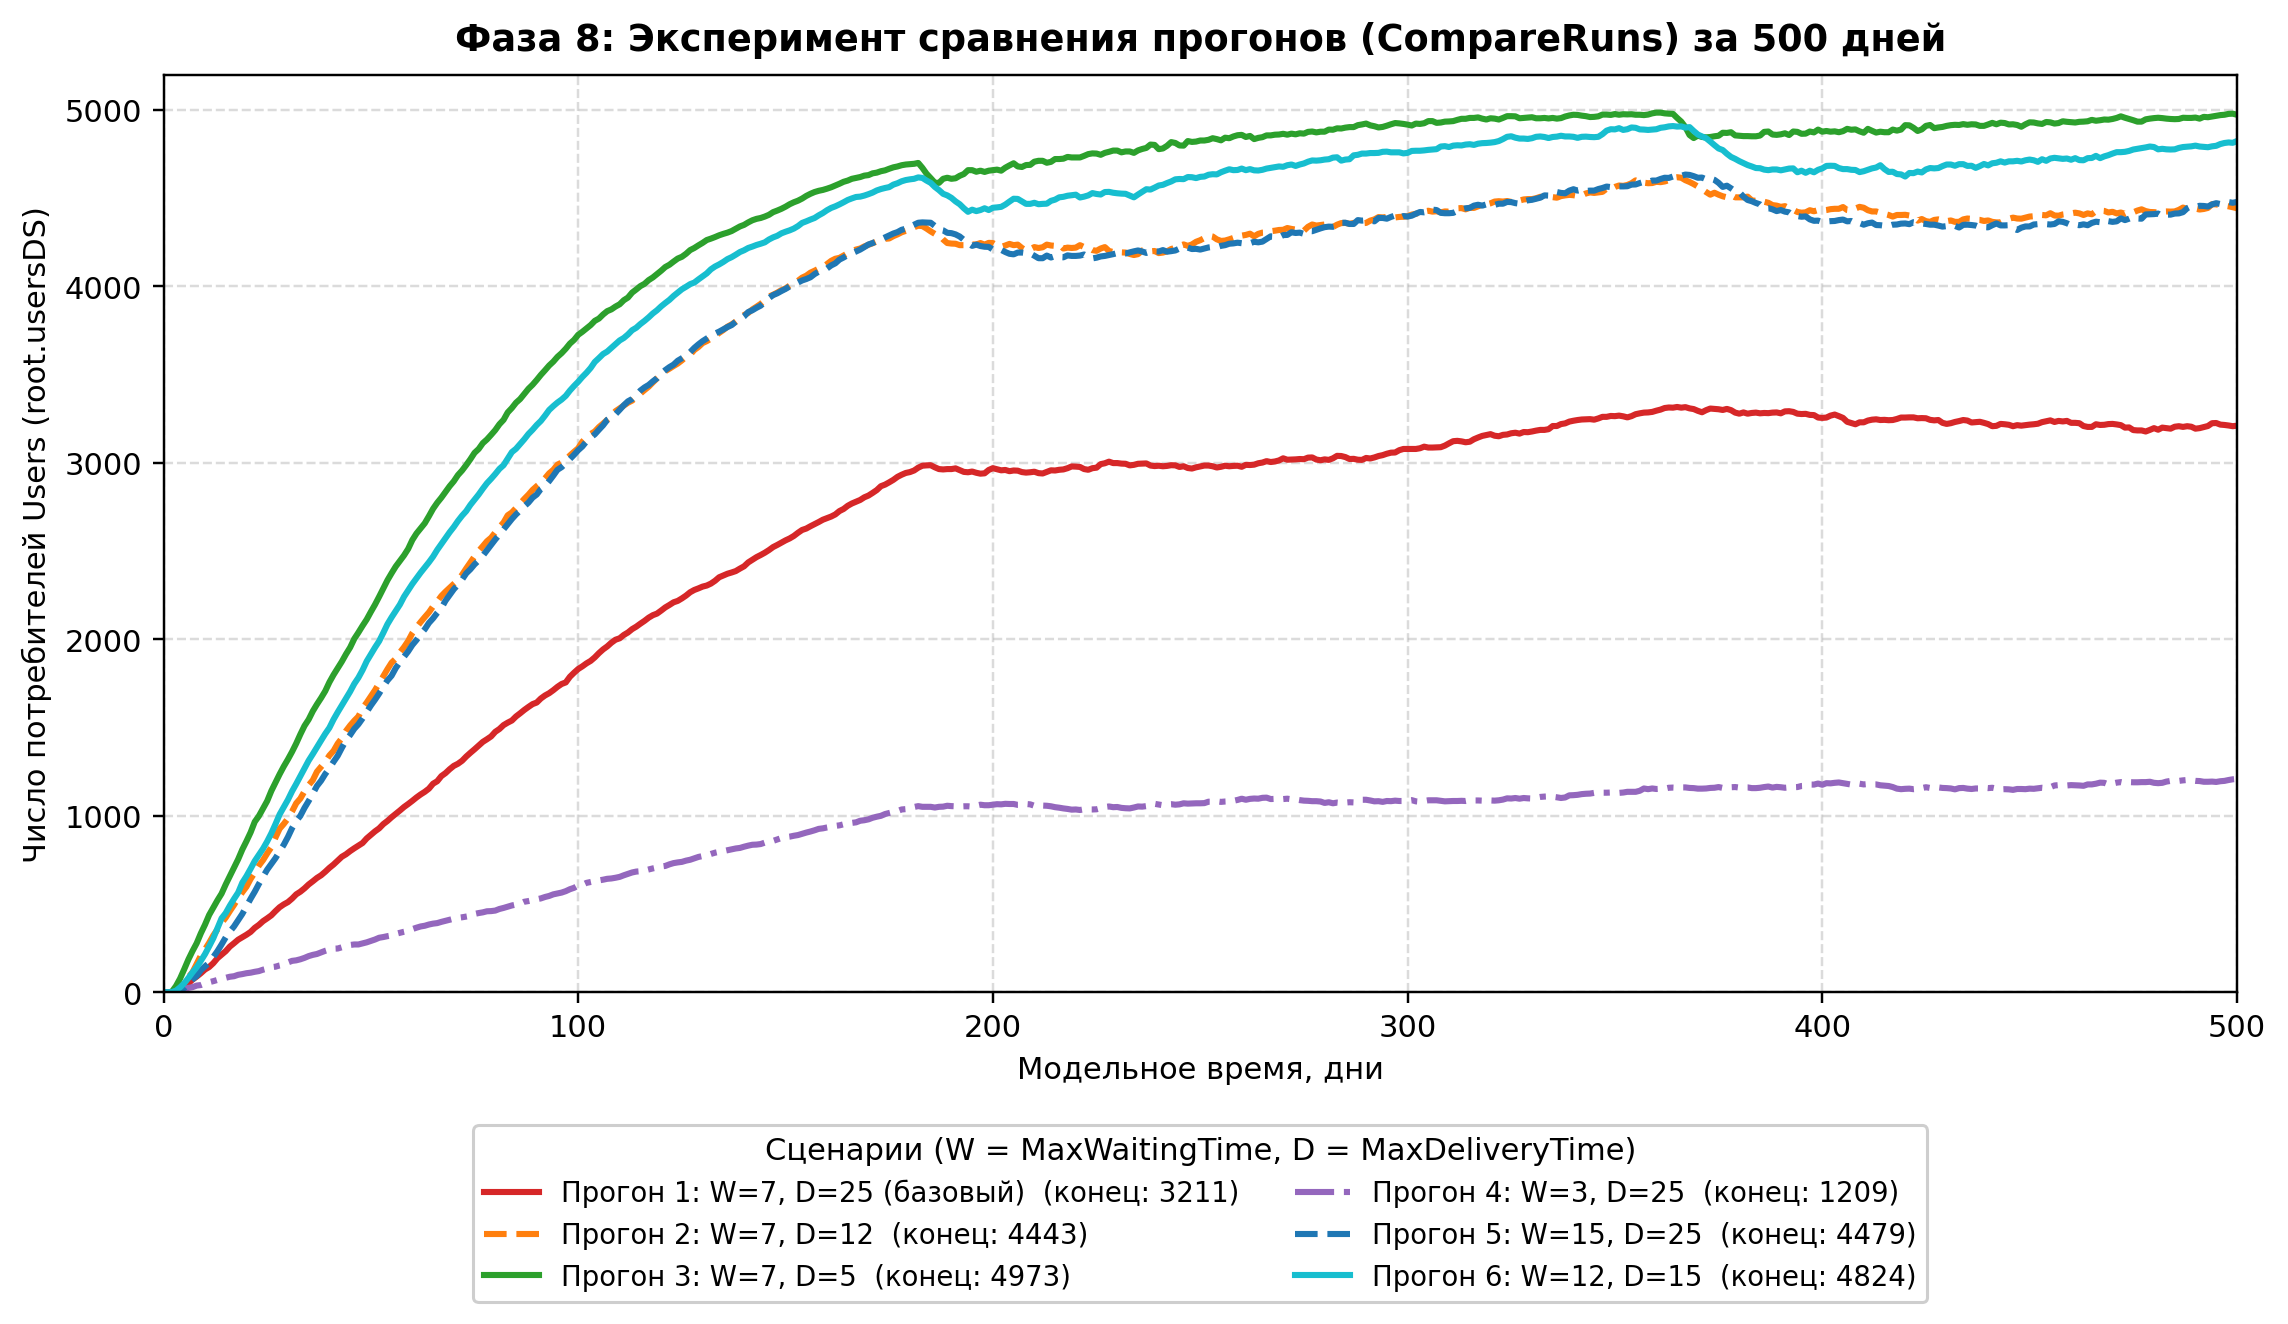 Фаза 8: Эксперимент сравнения прогонов (CompareRuns) за 500 дней
Число потребителей Users (root.usersDS)
5000
4000
3000
2000
1000
0
0 100 200 300 400 500
Модельное время, дни
Сценарии (W = MaxWaitingTime, D = MaxDeliveryTime)
Прогон 1: W=7, D=25 (базовый)  (конец: 3211)
Прогон 2: W=7, D=12  (конец: 4443)
Прогон 3: W=7, D=5  (конец: 4973)
Прогон 4: W=3, D=25  (конец: 1209)
Прогон 5: W=15, D=25  (конец: 4479)
Прогон 6: W=12, D=15  (конец: 4824)